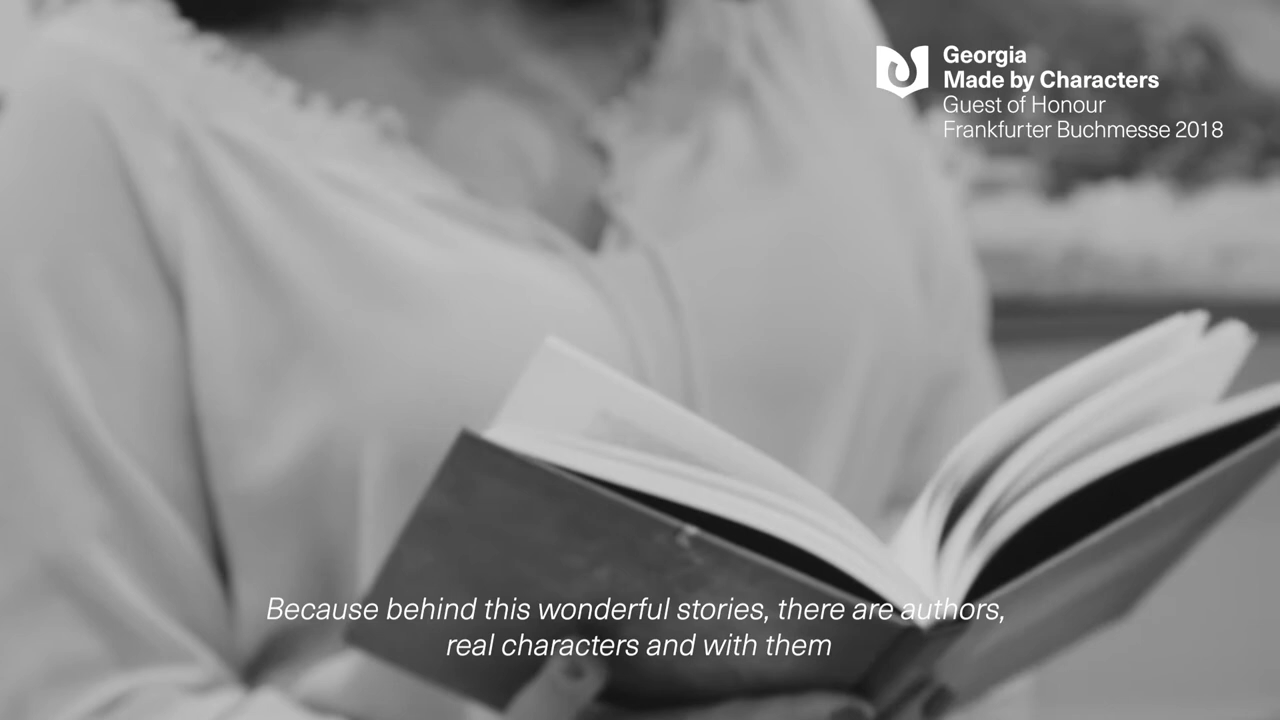 Georgia
Made by Characters
Guest of Honour
Frankfurter Buchmesse 2018
Because behind this wonderful stories, there are authors,
real characters and with them